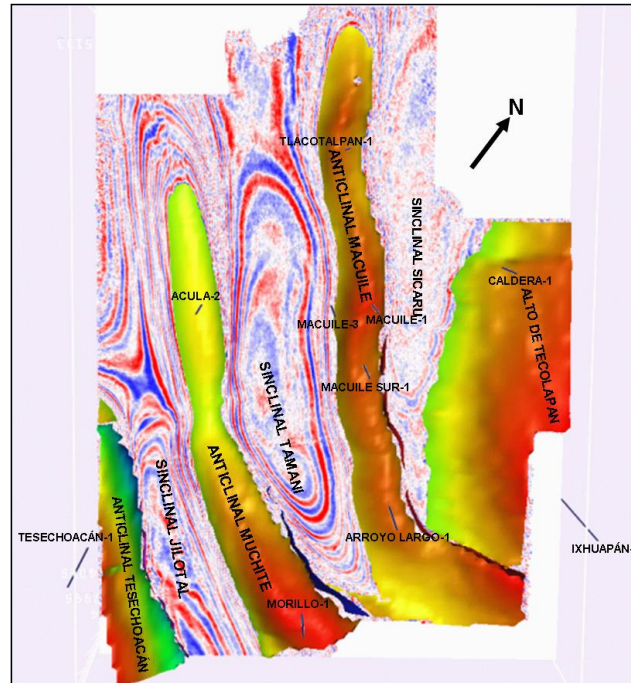 N
TLACOTALPAN-1
ANTICLINAL MACUILE
SINCLINAL SICARU
ACULA-2
CALDERA-1
ALTO DE TECOLAPAN
MACUILE-3
MACUILE-1
MACUILE SUR-1
SINCLINAL TAMANI
SINCLINAL JILOTAL
ANTICLINAL MUCHITE
TESECHOACÁN-1
ANTICLINAL TESECHOACÁN
ARROYO LARGO-1
IXHUAPÁN-
MORILLO-1